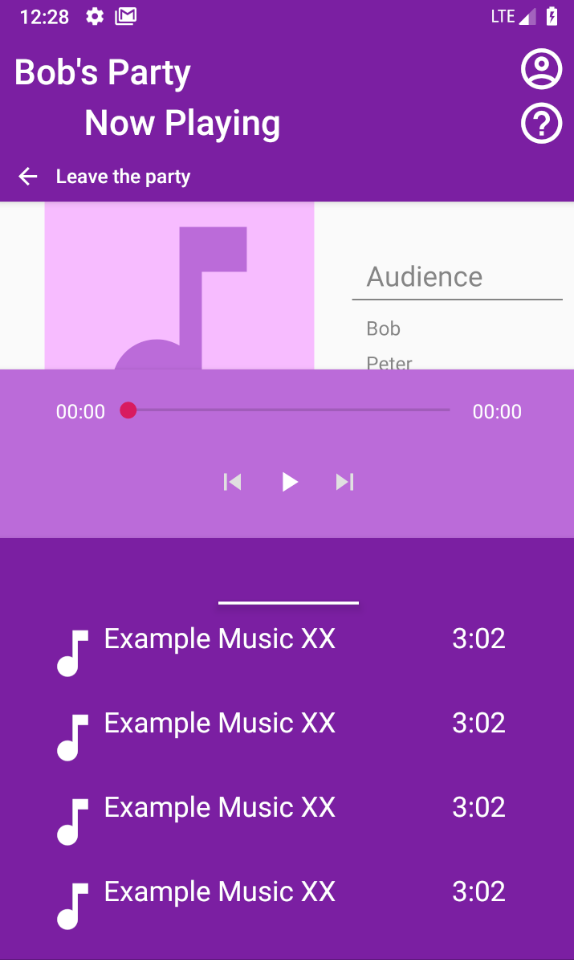 12:28 LTE
Bob's Party
Now Playing
?
Leave the party
Audience
Bob
Peter
00:00 00:00
Example Music XX 3:02
Example Music XX 3:02
Example Music XX 3:02
Example Music XX 3:02